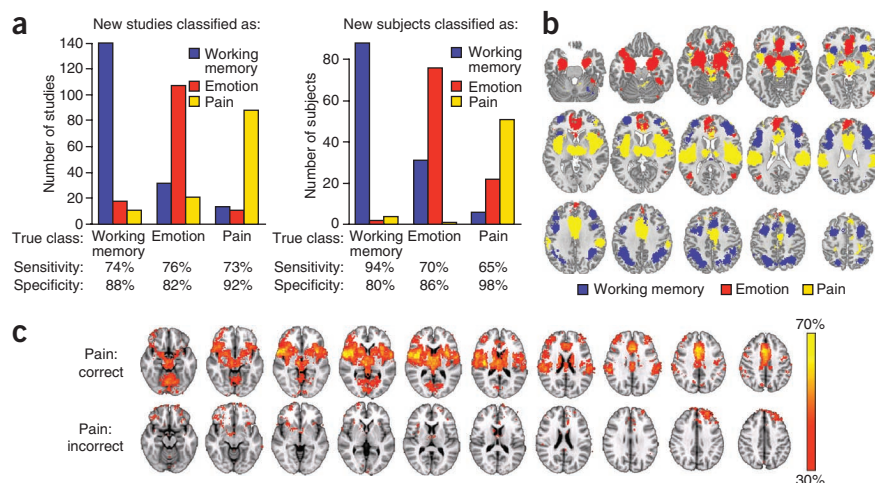 a
New studies classified as:
Number of studies
140
120
100
80
60
40
20
0
Working
memory
Emotion
Pain
True class: Working memory Emotion Pain
Sensitivity: 74% 76% 73%
Specificity: 88% 82% 92%
New subjects classified as:
Number of subjects
80
60
40
20
0
Working
memory
Emotion
Pain
True class: Working memory Emotion Pain
Sensitivity: 94% 70% 65%
Specificity: 80% 86% 98%
b
Working memory Emotion Pain
c
Pain:
correct
Pain:
incorrect
70%
30%